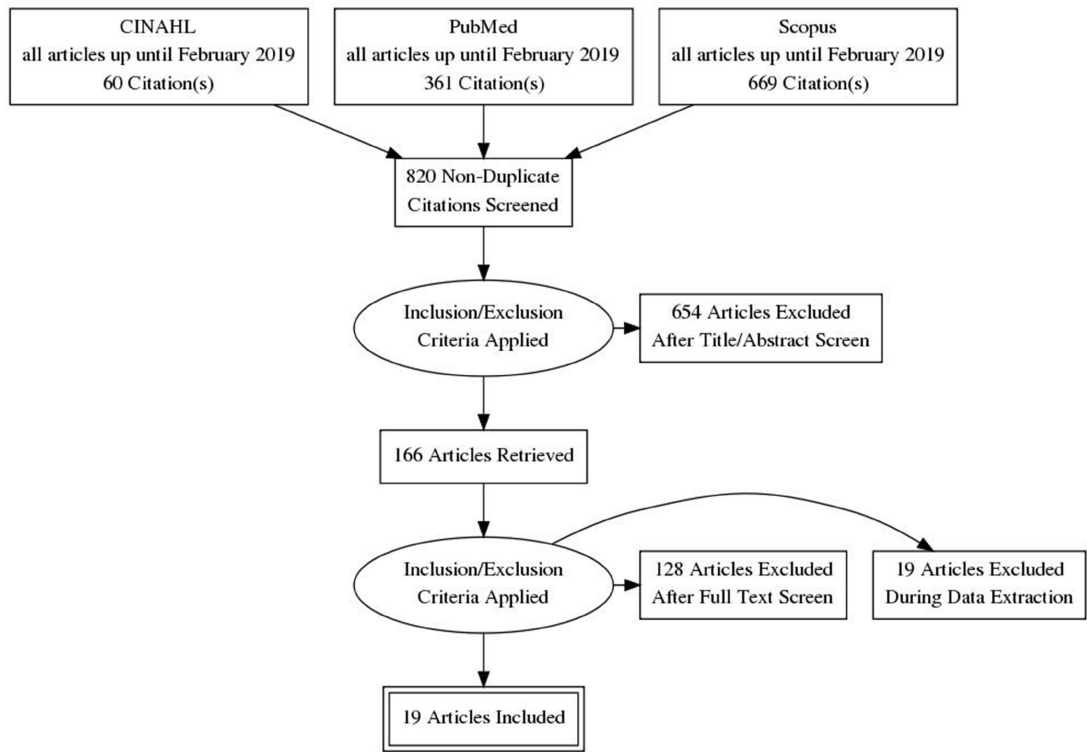 CINAHL
all articles up until February 2019
60 Citation(s)
PubMed
all articles up until February 2019
361 Citation(s)
Scopus
all articles up until February 2019
669 Citation(s)
820 Non-Duplicate
Citations Screened
Inclusion/Exclusion
Criteria Applied
654 Articles Excluded
After Title/Abstract Screen
166 Articles Retrieved
Inclusion/Exclusion
Criteria Applied
128 Articles Excluded
After Full Text Screen
19 Articles Excluded
During Data Extraction
19 Articles Included